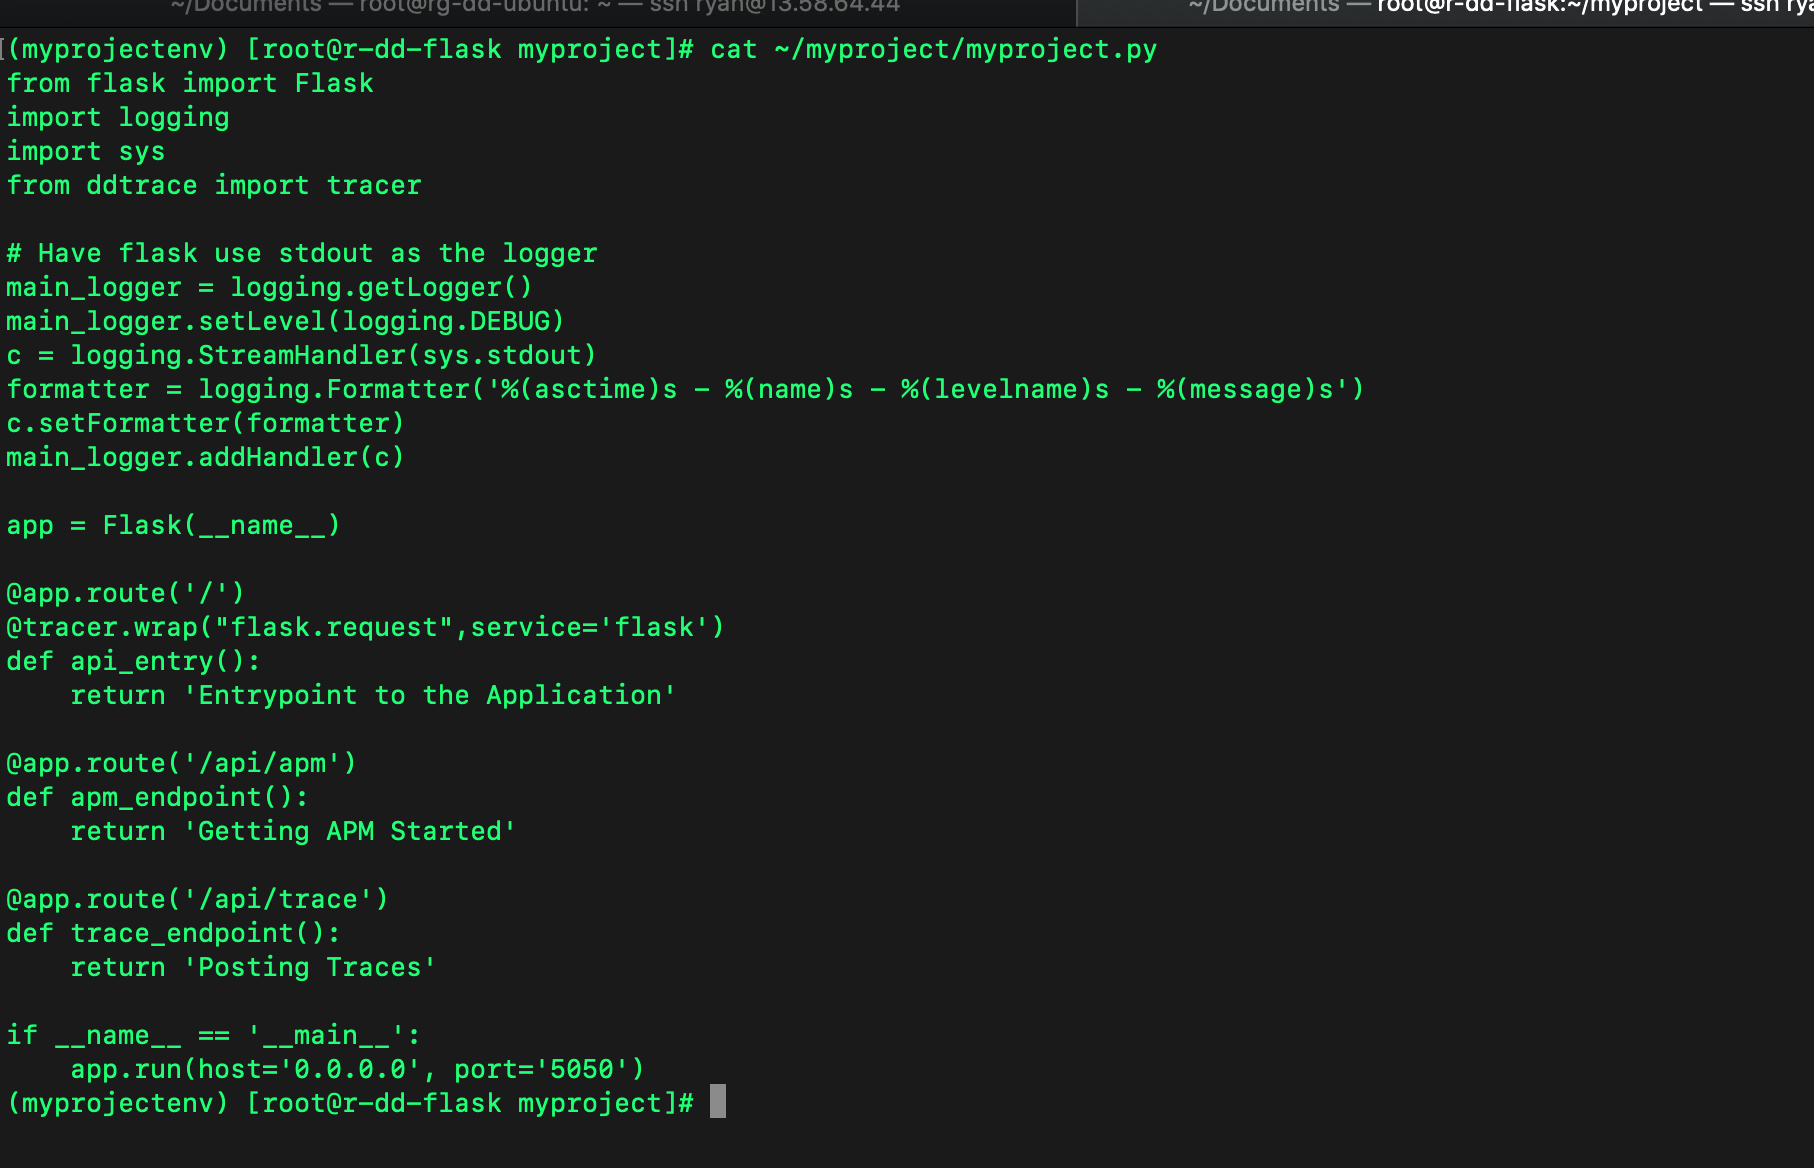 ~/Documents — root@rg-dd-ubuntu: ~ — ssh ryan@13.58.64.44
~/Documents — root@r-dd-flask:~/myproject — ssh rya
(myprojectenv) [root@r-dd-flask myproject]# cat ~/myproject/myproject.py
from flask import Flask
import logging
import sys
from ddtrace import tracer
# Have flask use stdout as the logger
main_logger = logging.getLogger()
main_logger.setLevel(logging.DEBUG)
c = logging.StreamHandler(sys.stdout)
formatter = logging.Formatter('%(asctime)s - %(name)s - %(levelname)s - %(message)s')
c.setFormatter(formatter)
main_logger.addHandler(c)
app = Flask(__name__)
@app.route('/')
@tracer.wrap("flask.request",service='flask')
def api_entry():
    return 'Entrypoint to the Application'
@app.route('/api/apm')
def apm_endpoint():
    return 'Getting APM Started'
@app.route('/api/trace')
def trace_endpoint():
    return 'Posting Traces'
if __name__ == '__main__':
    app.run(host='0.0.0.0', port='5050')
(myprojectenv) [root@r-dd-flask myproject]#